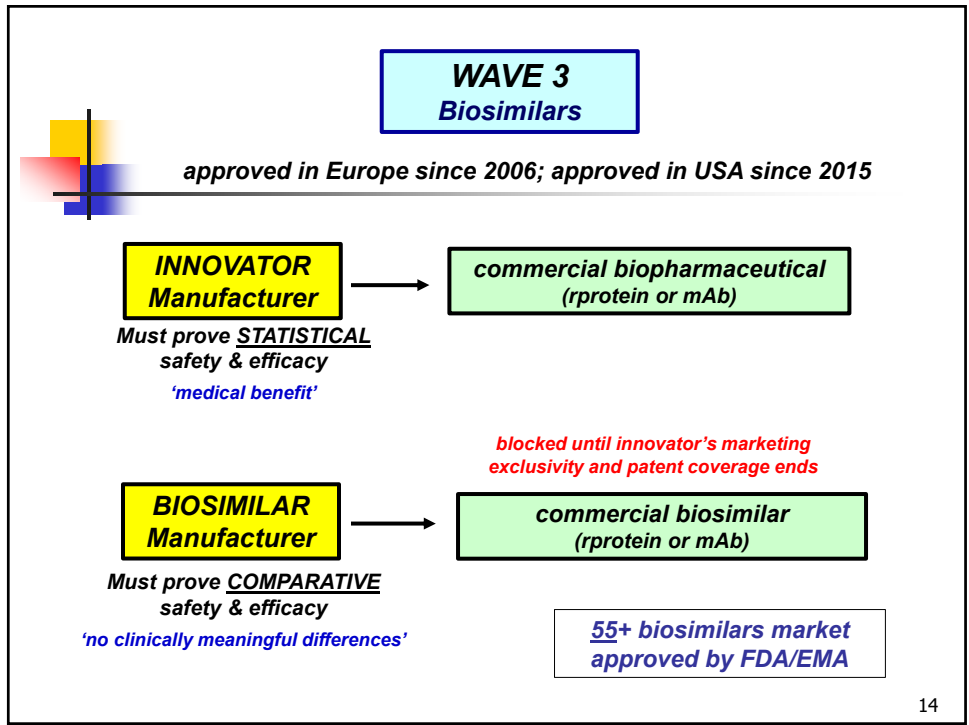 WAVE 3
Biosimilars
approved in Europe since 2006; approved in USA since 2015
INNOVATOR
Manufacturer
commercial biopharmaceutical
(rprotein or mAb)
Must prove STATISTICAL
safety & efficacy
‘medical benefit’
blocked until innovator’s marketing
exclusivity and patent coverage ends
BIOSIMILAR
Manufacturer
commercial biosimilar
(rprotein or mAb)
Must prove COMPARATIVE
safety & efficacy
‘no clinically meaningful differences’
55+ biosimilars market
approved by FDA/EMA
14